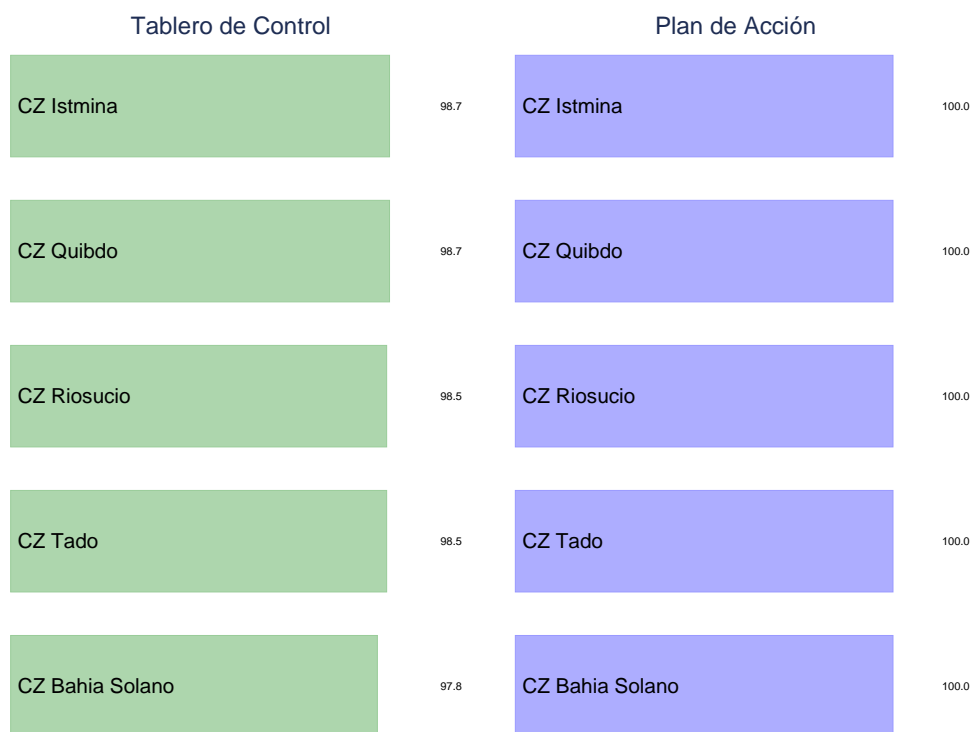 Tablero de Control
CZ Istmina 98.7
CZ Quibdo 98.7
CZ Riosucio 98.5
CZ Tado 98.5
CZ Bahia Solano 97.8
Plan de Acción
CZ Istmina 100.0
CZ Quibdo 100.0
CZ Riosucio 100.0
CZ Tado 100.0
CZ Bahia Solano 100.0